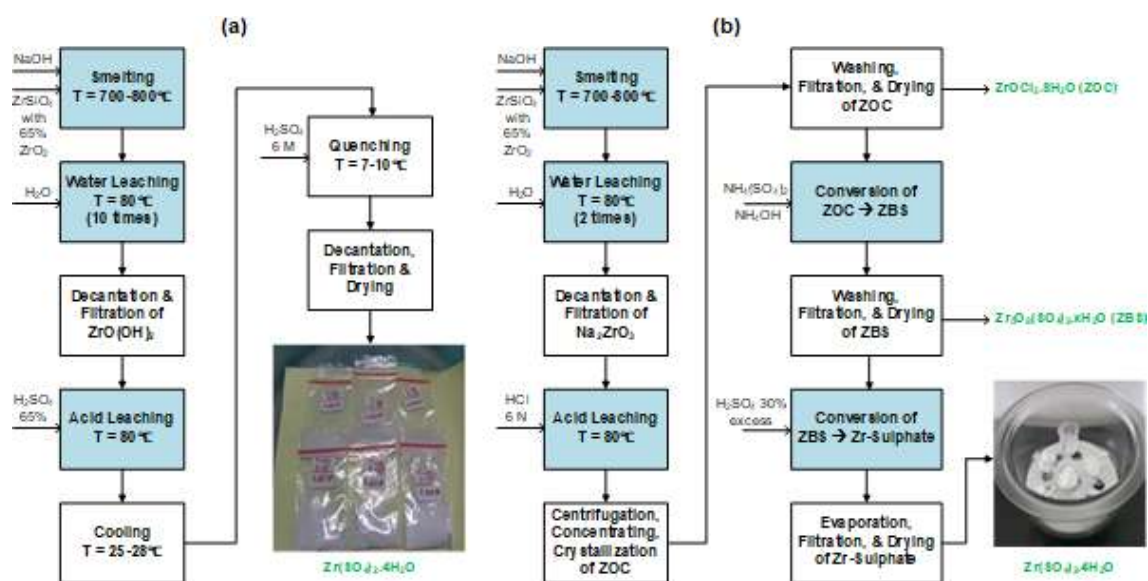 (a)
NaOH
ZrSiO₄
with
65%
ZrO₂
Smelting
T = 700-800℃
H₂O
Water Leaching
T = 80℃
(10 times)
Decantation &
Filtration of
ZrO(OH)₂
H₂SO₄
65%
Acid Leaching
T = 80℃
Cooling
T = 25-28℃
H₂SO₄
6 M
Quenching
T = 7-10℃
Decantation,
Filtration &
Drying
Zr(SO₄)₂.4H₂O
(b)
NaOH
ZrSiO₄
with
65%
ZrO₂
Smelting
T = 700-800℃
H₂O
Water Leaching
T = 80℃
(2 times)
Decantation &
Filtration of
Na₂ZrO₃
HCl
6 N
Acid Leaching
T = 80℃
Centrifugation,
Concentrating,
Crystallization
of ZOC
Washing,
Filtration, & Drying
of ZOC
ZrOCl₂.8H₂O (ZOC)
NH₄(SO₄)₂
NH₄OH
Conversion of
ZOC → ZBS
Washing,
Filtration, & Drying
of ZBS
(ZBS)
H₂SO₄ 30%
excess
Conversion of
ZBS → Zr-Sulphate
Evaporation,
Filtration, & Drying
of Zr-Sulphate
Zr(SO₄)₂.4H₂O